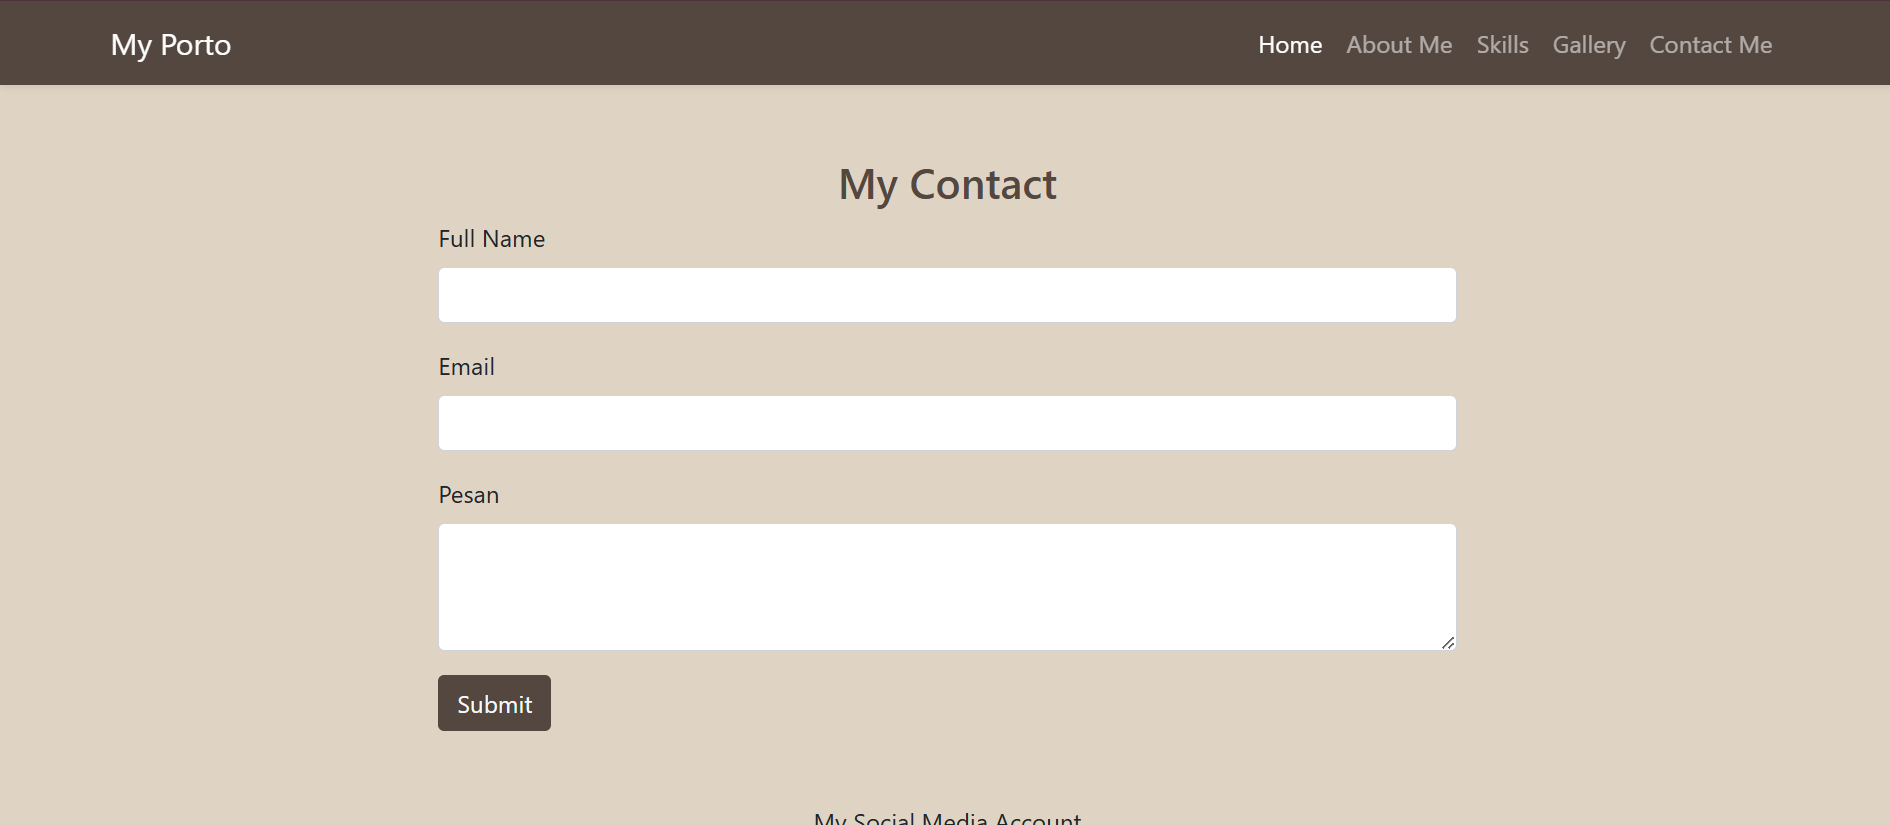 My Porto
Home About Me Skills Gallery Contact Me
My Contact
Full Name
Email
Pesan
Submit
My Social Media Account